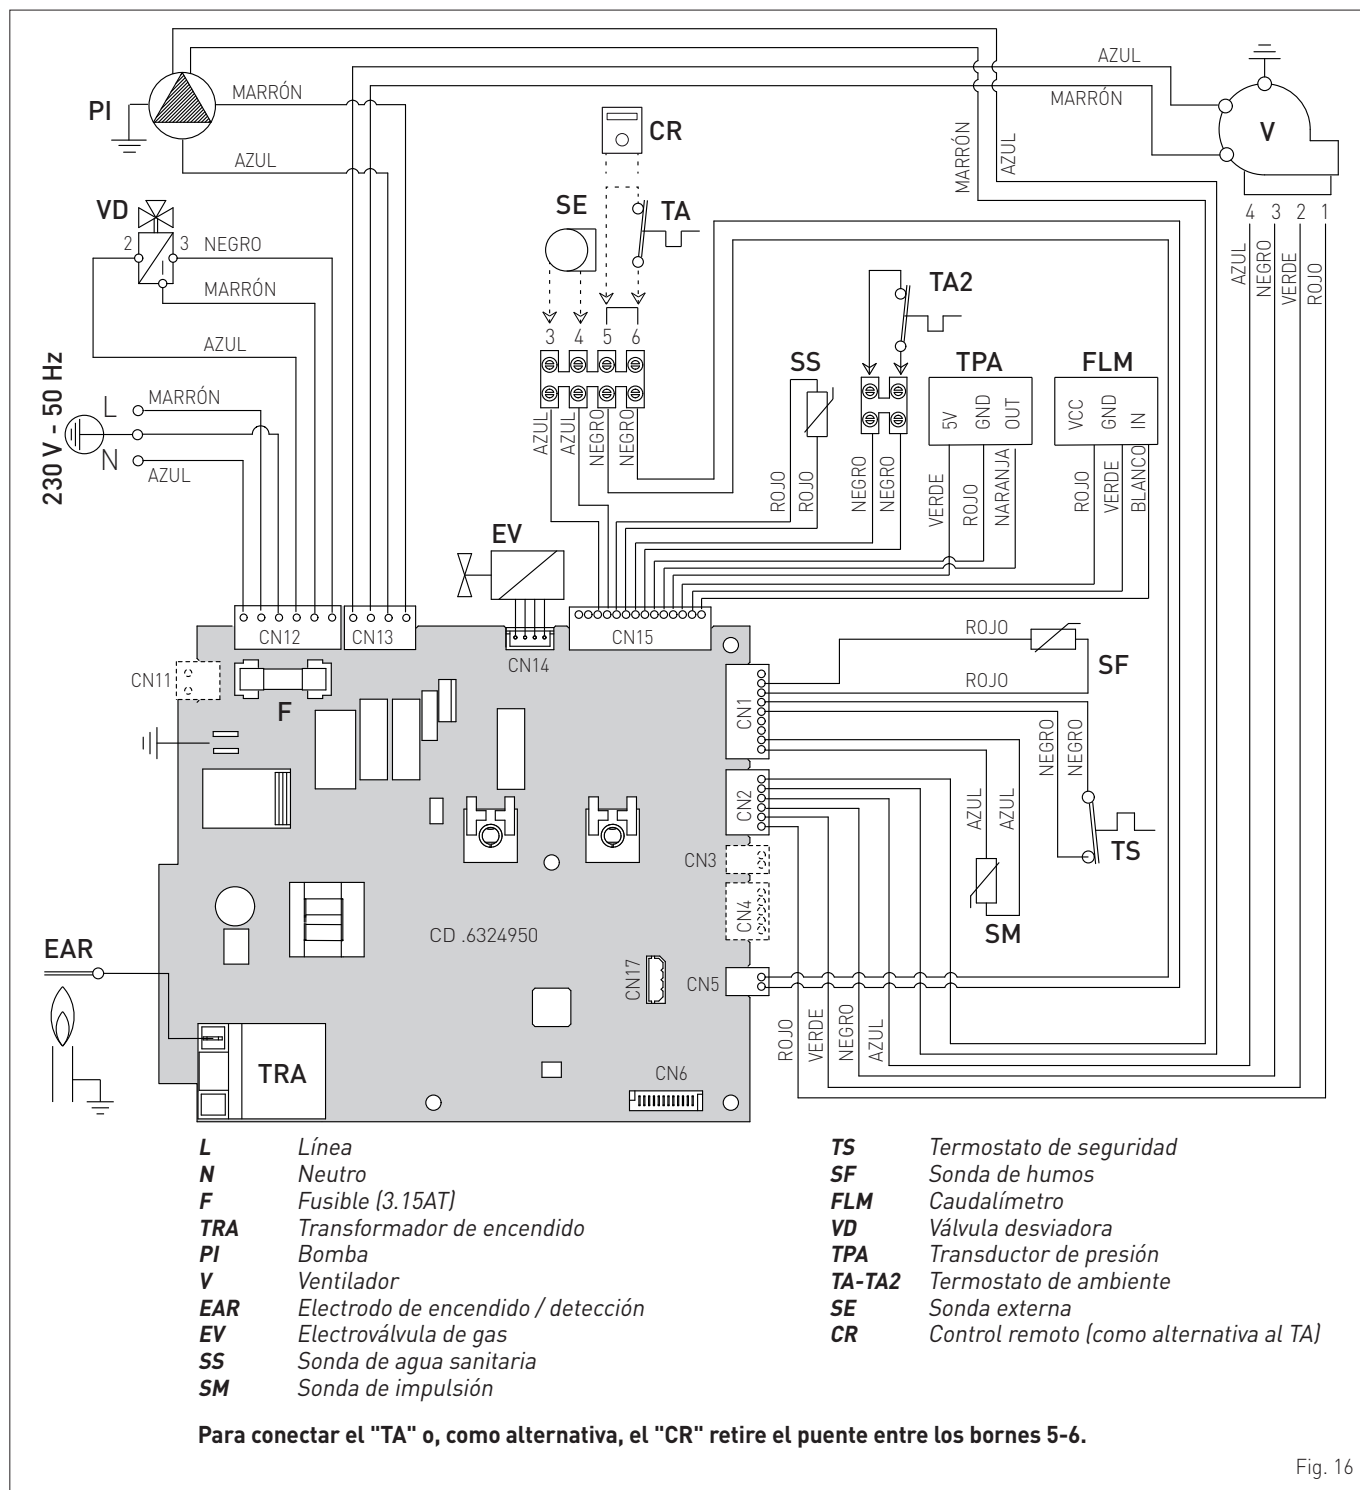 AZUL
MARRÓN
PI
MARRÓN
AZUL
MARRÓN
AZUL
V
4 3 2 1
AZUL
NEGRO
VERDE
ROJO
CR
SE
TA
VD
2
3
NEGRO
MARRÓN
AZUL
230 V - 50 Hz
L
MARRÓN
N
AZUL
3 4 5 6
AZUL
AZUL
NEGRO
NEGRO
SS
ROJO
ROJO
TA2
NEGRO
NEGRO
TPA
5V
GND
OUT
VERDE
ROJO
NARANJA
FLM
VCC
GND
IN
ROJO
VERDE
BLANCO
EV
CN12
CN13
CN14
CN15
CN11
F
ROJO
SF
ROJO
CN1
NEGRO
NEGRO
CN2
AZUL
AZUL
TS
CN3
CN4
SM
CD .6324950
EAR
CN17
CN5
ROJO
VERDE
NEGRO
AZUL
TRA
CN6
L Línea
N Neutro
F Fusible (3.15AT)
TRA Transformador de encendido
PI Bomba
V Ventilador
EAR Electrodo de encendido / detección
EV Electroválvula de gas
SS Sonda de agua sanitaria
SM Sonda de impulsión
TS Termostato de seguridad
SF Sonda de humos
FLM Caudalímetro
VD Válvula desviadora
TPA Transductor de presión
TA-TA2 Termostato de ambiente
SE Sonda externa
CR Control remoto (como alternativa al TA)
Para conectar el "TA" o, como alternativa, el "CR" retire el puente entre los bornes 5-6.
Fig. 16